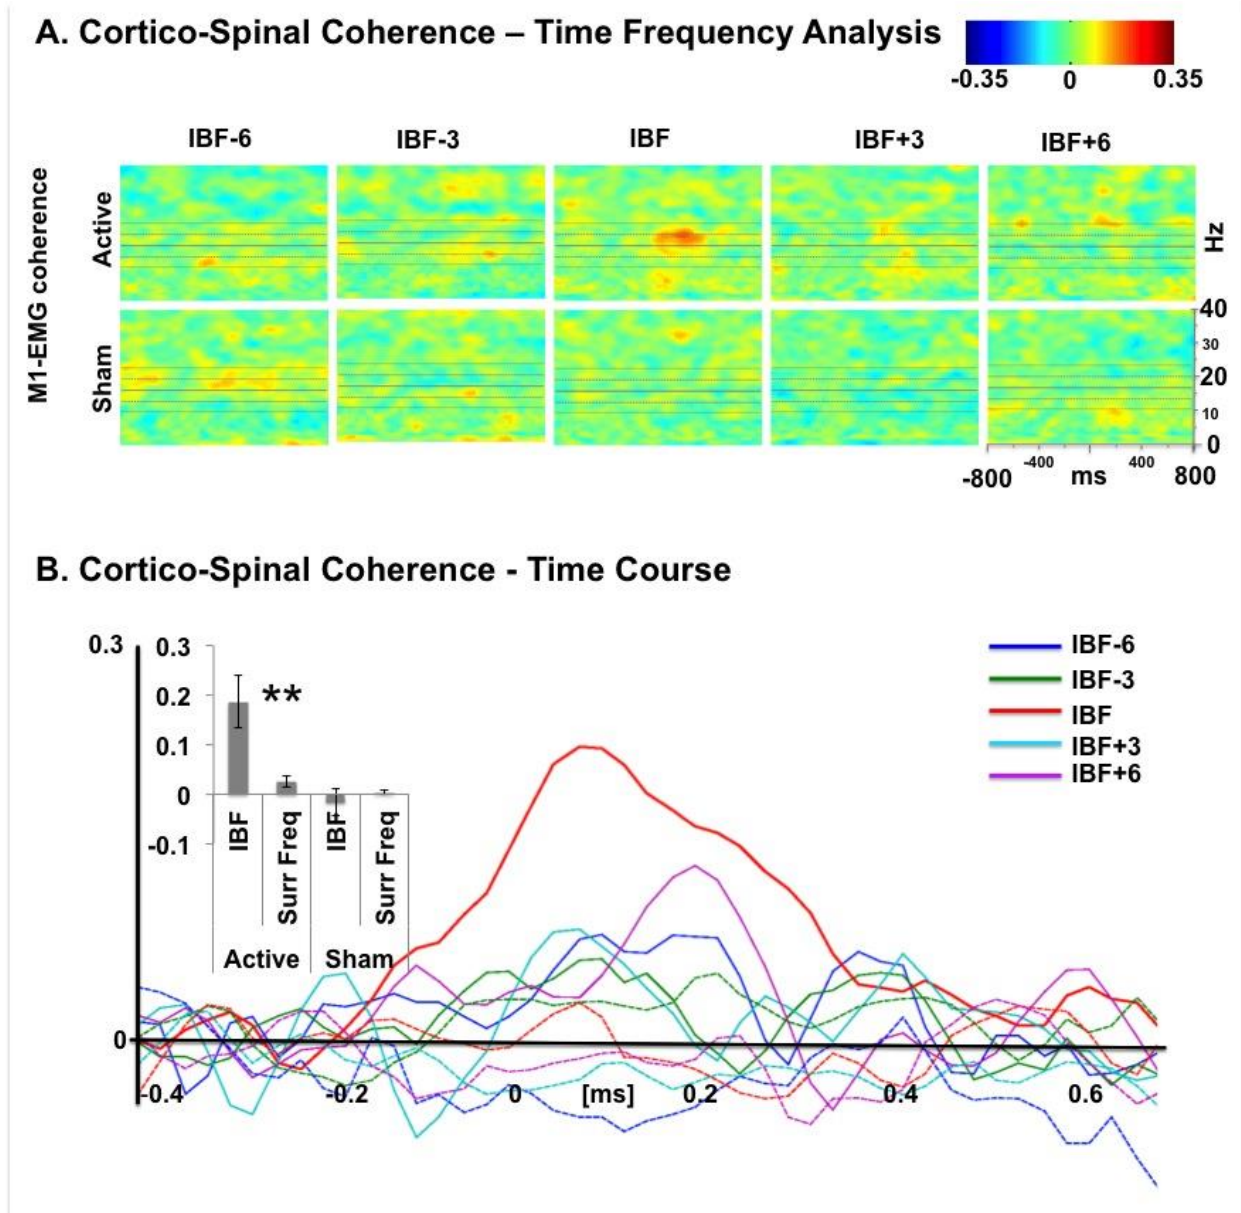 A. Cortico-Spinal Coherence – Time Frequency Analysis
-0.35 0 0.35
IBF-6 IBF-3 IBF IBF+3 IBF+6
M1-EMG coherence
Active
Hz
Sham
40
30
20
10
0
-800 -400 ms 400 800
B. Cortico-Spinal Coherence - Time Course
0.3
0
0.3
0.2
0.1
0
-0.1
**
IBF
Surr Freq
IBF
Surr Freq
Active Sham
IBF-6
IBF-3
IBF
IBF+3
IBF+6
-0.4 -0.2 0 [ms] 0.2 0.4 0.6